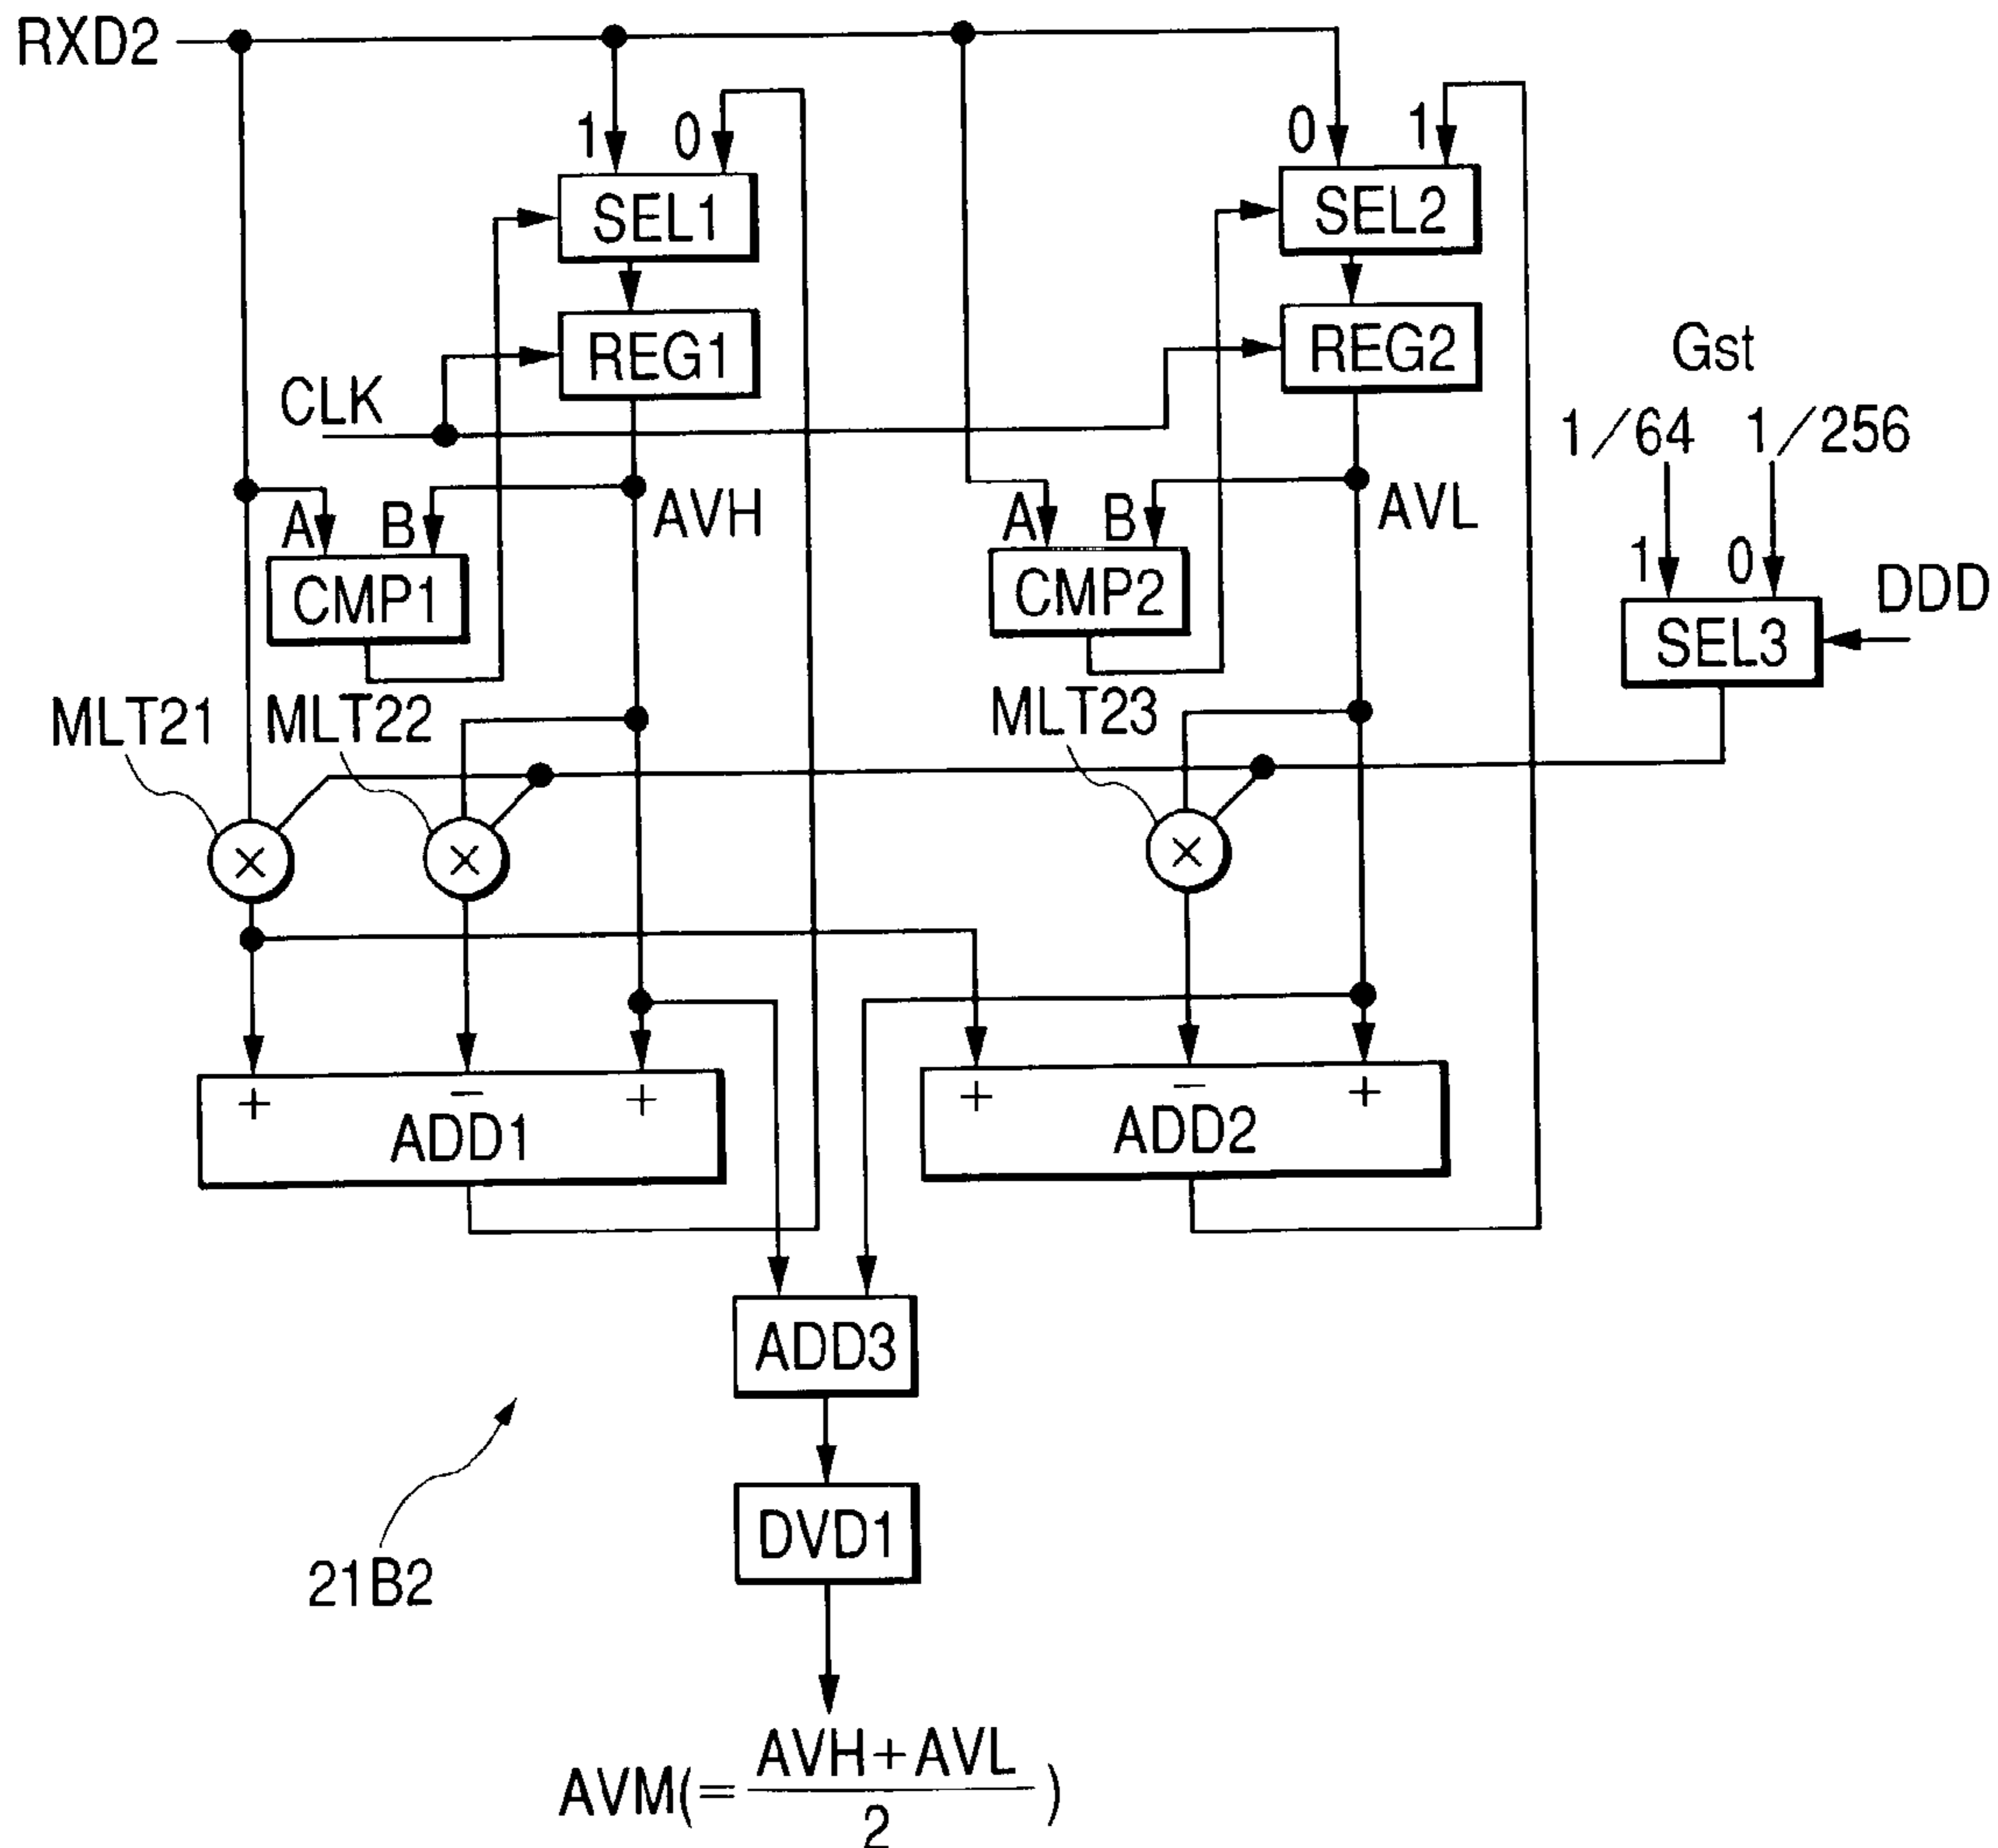 RXD2
1 0 0 1
SEL1 SEL2
REG1 REG2
Gst
CLK
1/64 1/256
A B AVH A B AVL
1 0
CMP1 CMP2 DDD
SEL3
MLT21 MLT22 MLT23
× × ×
+ − + + − +
ADD1 ADD2
ADD3
DVD1
21B2
AVM(= AVH+AVL / 2 )